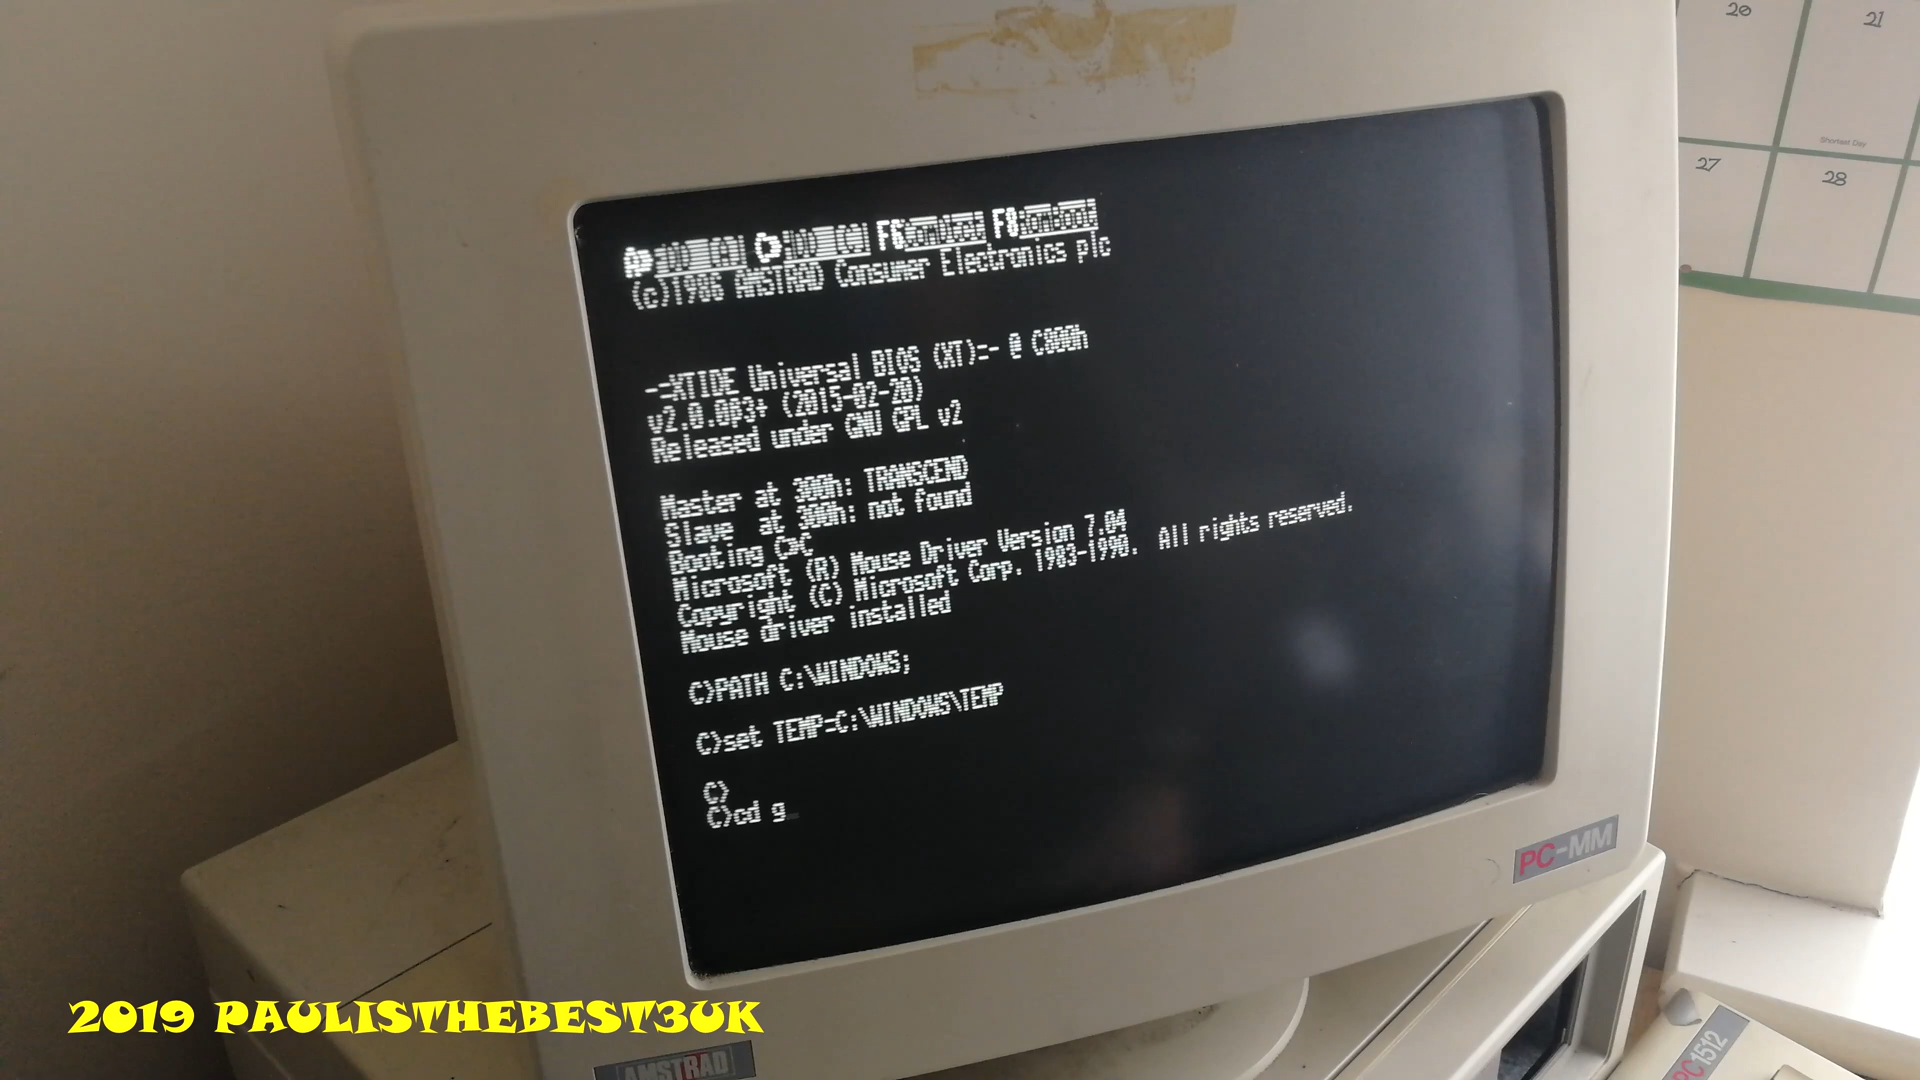 20
21
Shortest Day
27
28
F6 F8
(c)1986 AMSTRAD Consumer Electronics plc
-=XTIDE Universal BIOS (XT)=- @ C800h
v2.0.0β3+ (2015-02-20)
Released under GNU GPL v2
Master at 300h: TRANSCEND
Slave  at 300h: not found
Booting C»C
Microsoft (R) Mouse Driver Version 7.04
Copyright (C) Microsoft Corp. 1983-1990.  All rights reserved.
Mouse driver installed
C>PATH C:\WINDOWS;
C>set TEMP=C:\WINDOWS\TEMP
C>
C>cd g_
PC-MM
AMSTRAD
PC1512
2019 PAULISTHEBEST3UK